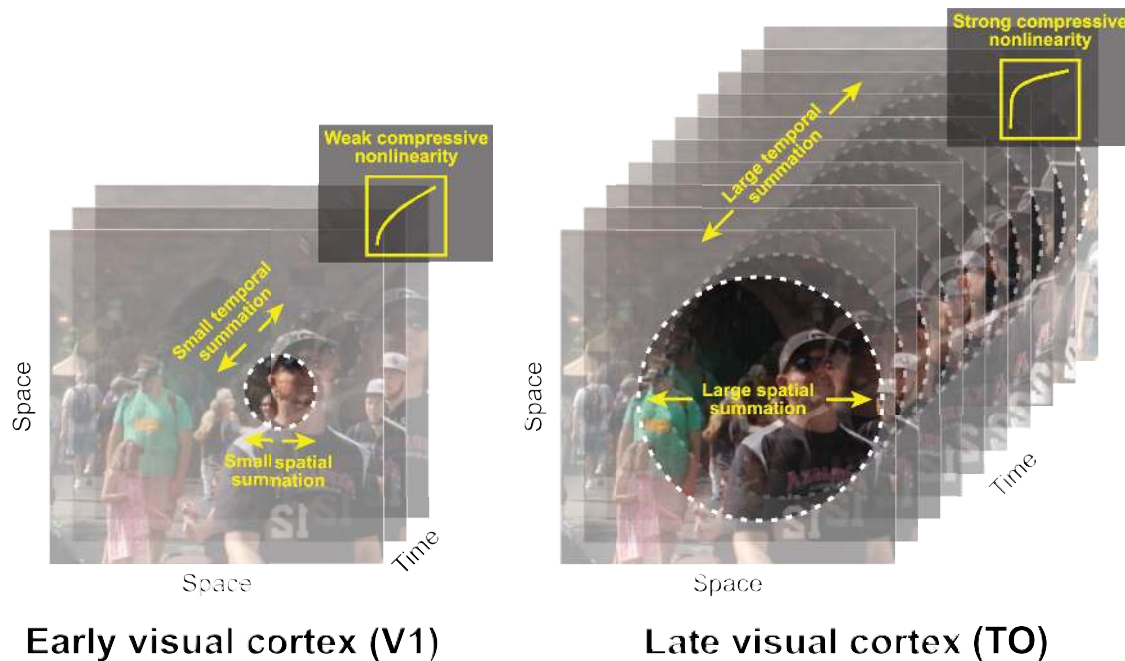 Weak compressive
nonlinearity
Small temporal
summation
Small spatial
summation
12
Space
Space
Time
Early visual cortex (V1)
Strong compressive
nonlinearity
Large temporal
summation
Large spatial
summation
Space
Space
Time
Late visual cortex (TO)